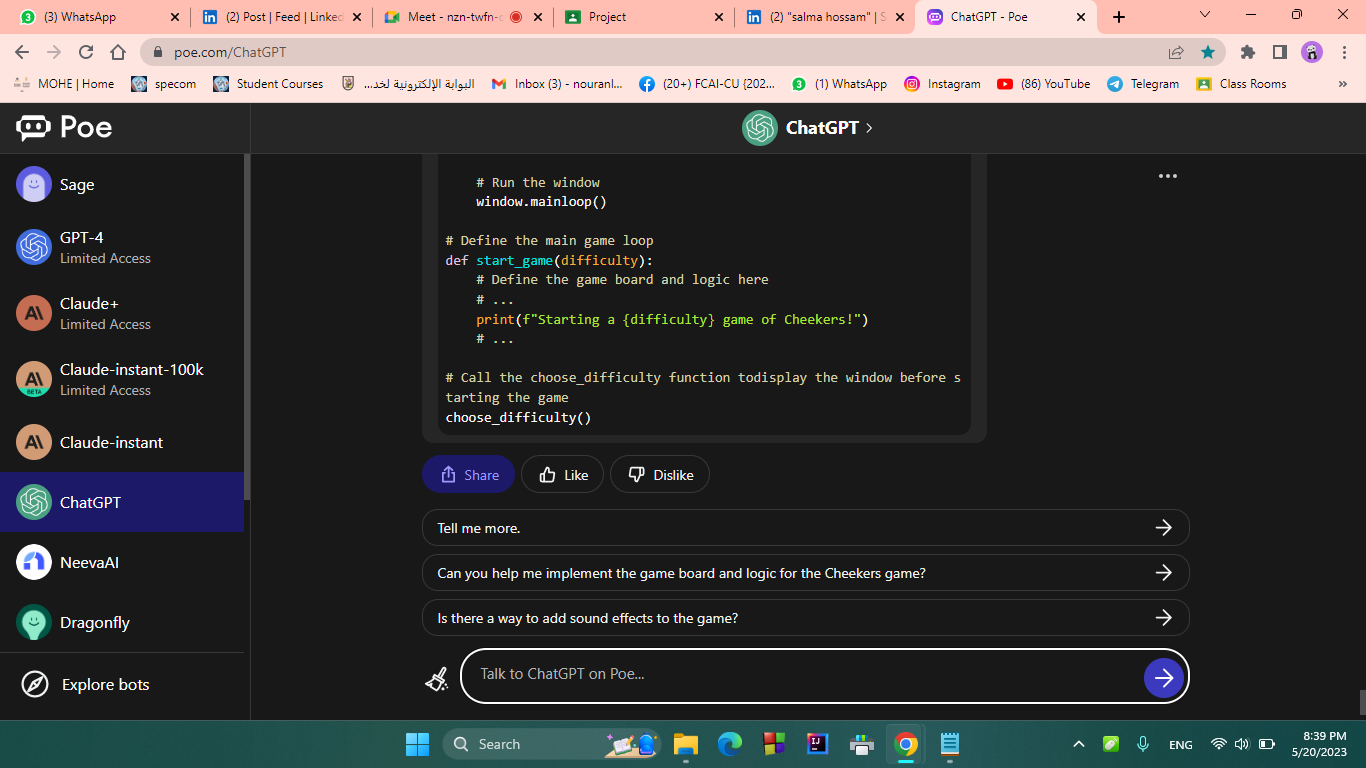 (3) WhatsApp
(2) Post | Feed | Linked
Meet - nzn-twfn-c
Project
(2) "salma hossam" | S
ChatGPT - Poe
poe.com/ChatGPT
MOHE | Home
specom
Student Courses
البوابة الإلكترونية لخد...
Inbox (3) - nouranl...
(20+) FCAI-CU {202...
(1) WhatsApp
Instagram
(86) YouTube
Telegram
Class Rooms
Poe
ChatGPT
Sage
GPT-4
Limited Access
Claude+
Limited Access
Claude-instant-100k
Limited Access
BETA
Claude-instant
ChatGPT
NeevaAI
Dragonfly
Explore bots
# Run the window
window.mainloop()
# Define the main game loop
def start_game(difficulty):
# Define the game board and logic here
# ...
print(f"Starting a {difficulty} game of Cheekers!")
# ...
# Call the choose_difficulty function todisplay the window before s
tarting the game
choose_difficulty()
Share
Like
Dislike
Tell me more.
Can you help me implement the game board and logic for the Cheekers game?
Is there a way to add sound effects to the game?
Talk to ChatGPT on Poe...
Search
ENG
8:39 PM
5/20/2023